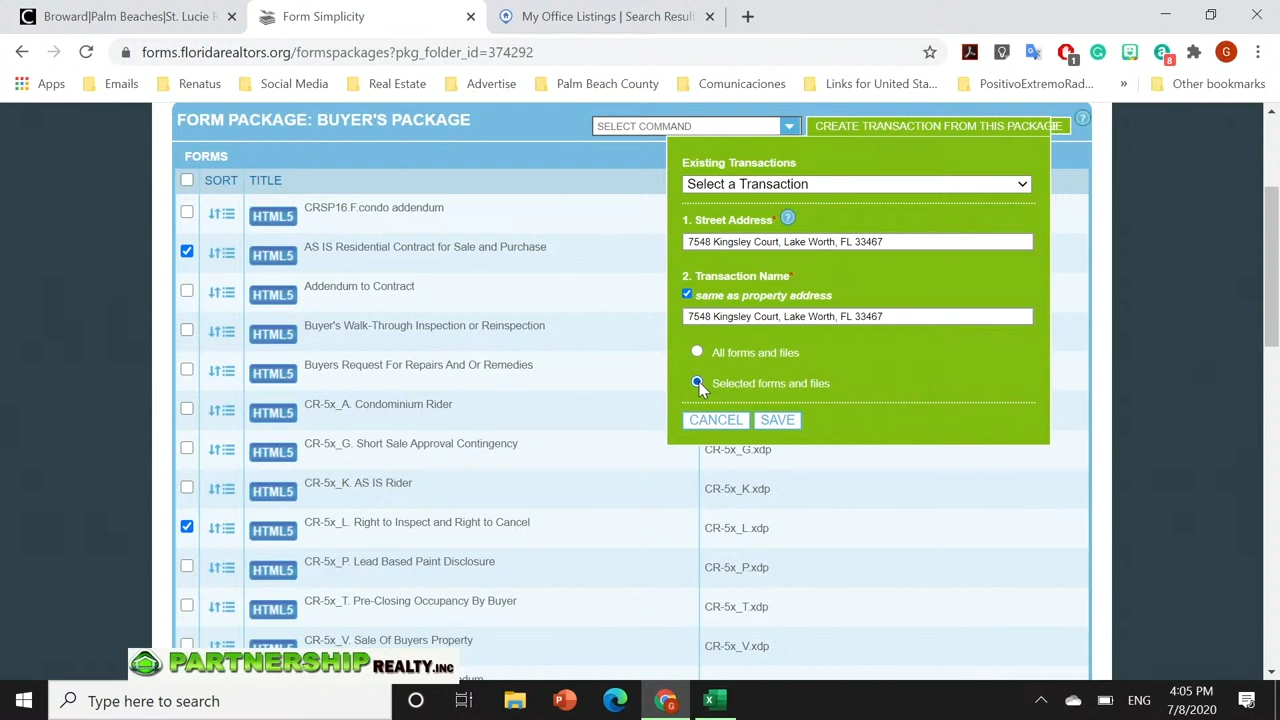 Broward|Palm Beaches|St. Lucie R
Form Simplicity
My Office Listings | Search Resul
forms.floridarealtors.org/formspackages?pkg_folder_id=374292
1
8
G
Apps
Emails
Renatus
Social Media
Real Estate
Advertise
Palm Beach County
Comunicaciones
Links for United Sta...
PositivoExtremoRad...
»
Other bookmarks
FORM PACKAGE: BUYER'S PACKAGE
SELECT COMMAND
CREATE TRANSACTION FROM THIS PACKAGE
?
FORMS
SORT
TITLE
Existing Transactions
Select a Transaction
1. Street Address* ?
7548 Kingsley Court, Lake Worth, FL 33467
2. Transaction Name*
same as property address
7548 Kingsley Court, Lake Worth, FL 33467
All forms and files
Selected forms and files
CANCEL
SAVE
HTML5 CRSP16 F.condo addendum
HTML5 AS IS Residential Contract for Sale and Purchase
HTML5 Addendum to Contract
HTML5 Buyer's Walk-Through Inspection or Reinspection
HTML5 Buyers Request For Repairs And Or Remedies
HTML5 CR-5x_A. Condominium Rider
HTML5 CR-5x_G. Short Sale Approval Contingency CR-5x_G.xdp
HTML5 CR-5x_K. AS IS Rider CR-5x_K.xdp
HTML5 CR-5x_L. Right to Inspect and Right to Cancel CR-5x_L.xdp
HTML5 CR-5x_P. Lead Based Paint Disclosure CR-5x_P.xdp
HTML5 CR-5x_T. Pre-Closing Occupancy By Buyer CR-5x_T.xdp
CR-5x_V. Sale Of Buyers Property CR-5x_V.xdp
PARTNERSHIP REALTY.INC
Type here to search
ENG
4:05 PM
7/8/2020